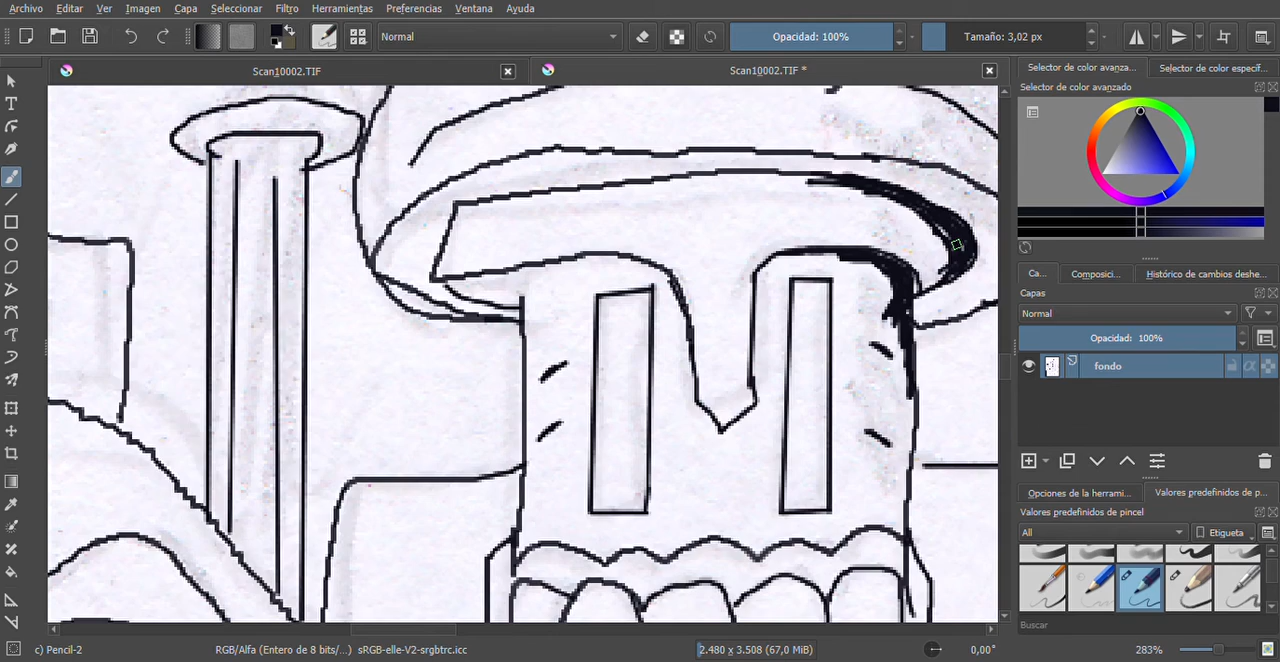 Archivo Editar Ver Imagen Capa Seleccionar Filtro Herramientas Preferencias Ventana Ayuda
Normal Opacidad: 100% Tamaño: 3,02 px
Scan10002.TIF Scan10002.TIF *
Selector de color avanza... Selector de color específ...
Selector de color avanzado
Ca... Composici... Histórico de cambios deshe...
Capas
Normal
Opacidad: 100%
fondo
Opciones de la herrami... Valores predefinidos de p...
Valores predefinidos de pincel
All Etiqueta
Buscar
c) Pencil-2 RGB/Alfa (Entero de 8 bits/...) sRGB-elle-V2-srgbtrc.icc 2.480 x 3.508 (67,0 MiB) 0,00° 283%